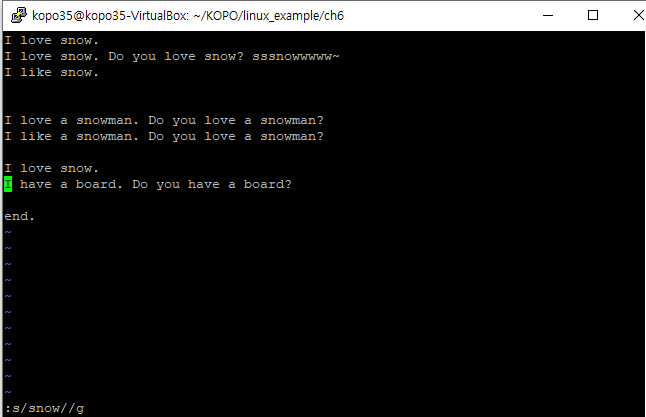 kopo35@kopo35-VirtualBox: ~/KOPO/linux_example/ch6
I love snow.
I love snow. Do you love snow? sssnowwwww~
I like snow.
I love a snowman. Do you love a snowman?
I like a snowman. Do you love a snowman?
I love snow.
I have a board. Do you have a board?
end.
~
~
~
~
~
~
~
~
~
~
~
:s/snow//g